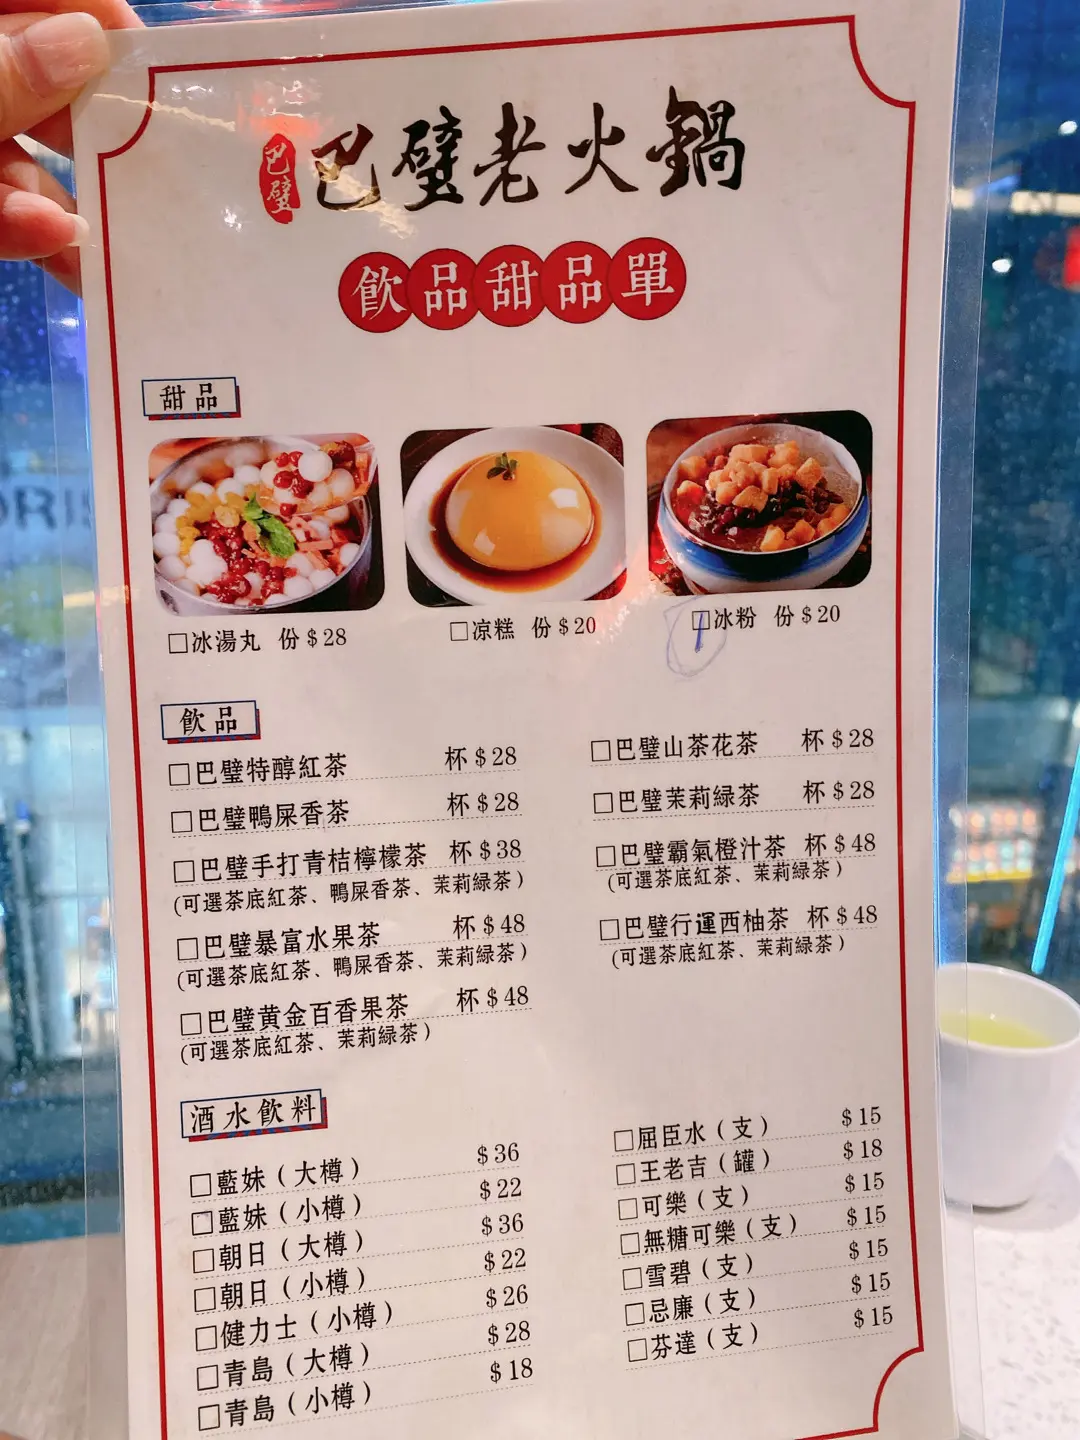 巴璧
巴璧老火鍋
飲品甜品單
甜品
□冰湯丸 份$28
□凉糕 份$20
□冰粉 份$20
1
飲品
□巴璧特醇紅茶 杯$28
□巴璧鴨屎香茶 杯$28
□巴璧手打青桔檸檬茶 杯$38
(可選茶底紅茶、鴨屎香茶、茉莉緑茶)
□巴璧暴富水果茶 杯$48
(可選茶底紅茶、鴨屎香茶、茉莉緑茶)
□巴璧黄金百香果茶 杯$48
(可選茶底紅茶、茉莉緑茶)
□巴璧山茶花茶 杯$28
□巴璧茉莉緑茶 杯$28
□巴璧霸氣橙汁茶 杯$48
(可選茶底紅茶、茉莉緑茶)
□巴璧行運西柚茶 杯$48
(可選茶底紅茶、茉莉緑茶)
酒水飲料
□藍妹(大樽) $36
□藍妹(小樽) $22
□朝日(大樽) $36
□朝日(小樽) $22
□健力士(小樽) $26
□青島(大樽) $28
□青島(小樽) $18
□屈臣水(支) $15
□王老吉(罐) $18
□可樂(支) $15
□無糖可樂(支) $15
□雪碧(支) $15
□忌廉(支) $15
□芬達(支) $15